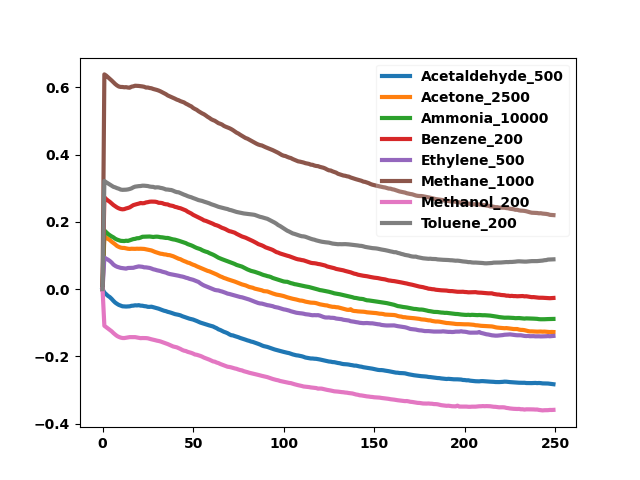 0.6
0.4
0.2
0.0
−0.2
−0.4
0 50 100 150 200 250
Acetaldehyde_500
Acetone_2500
Ammonia_10000
Benzene_200
Ethylene_500
Methane_1000
Methanol_200
Toluene_200